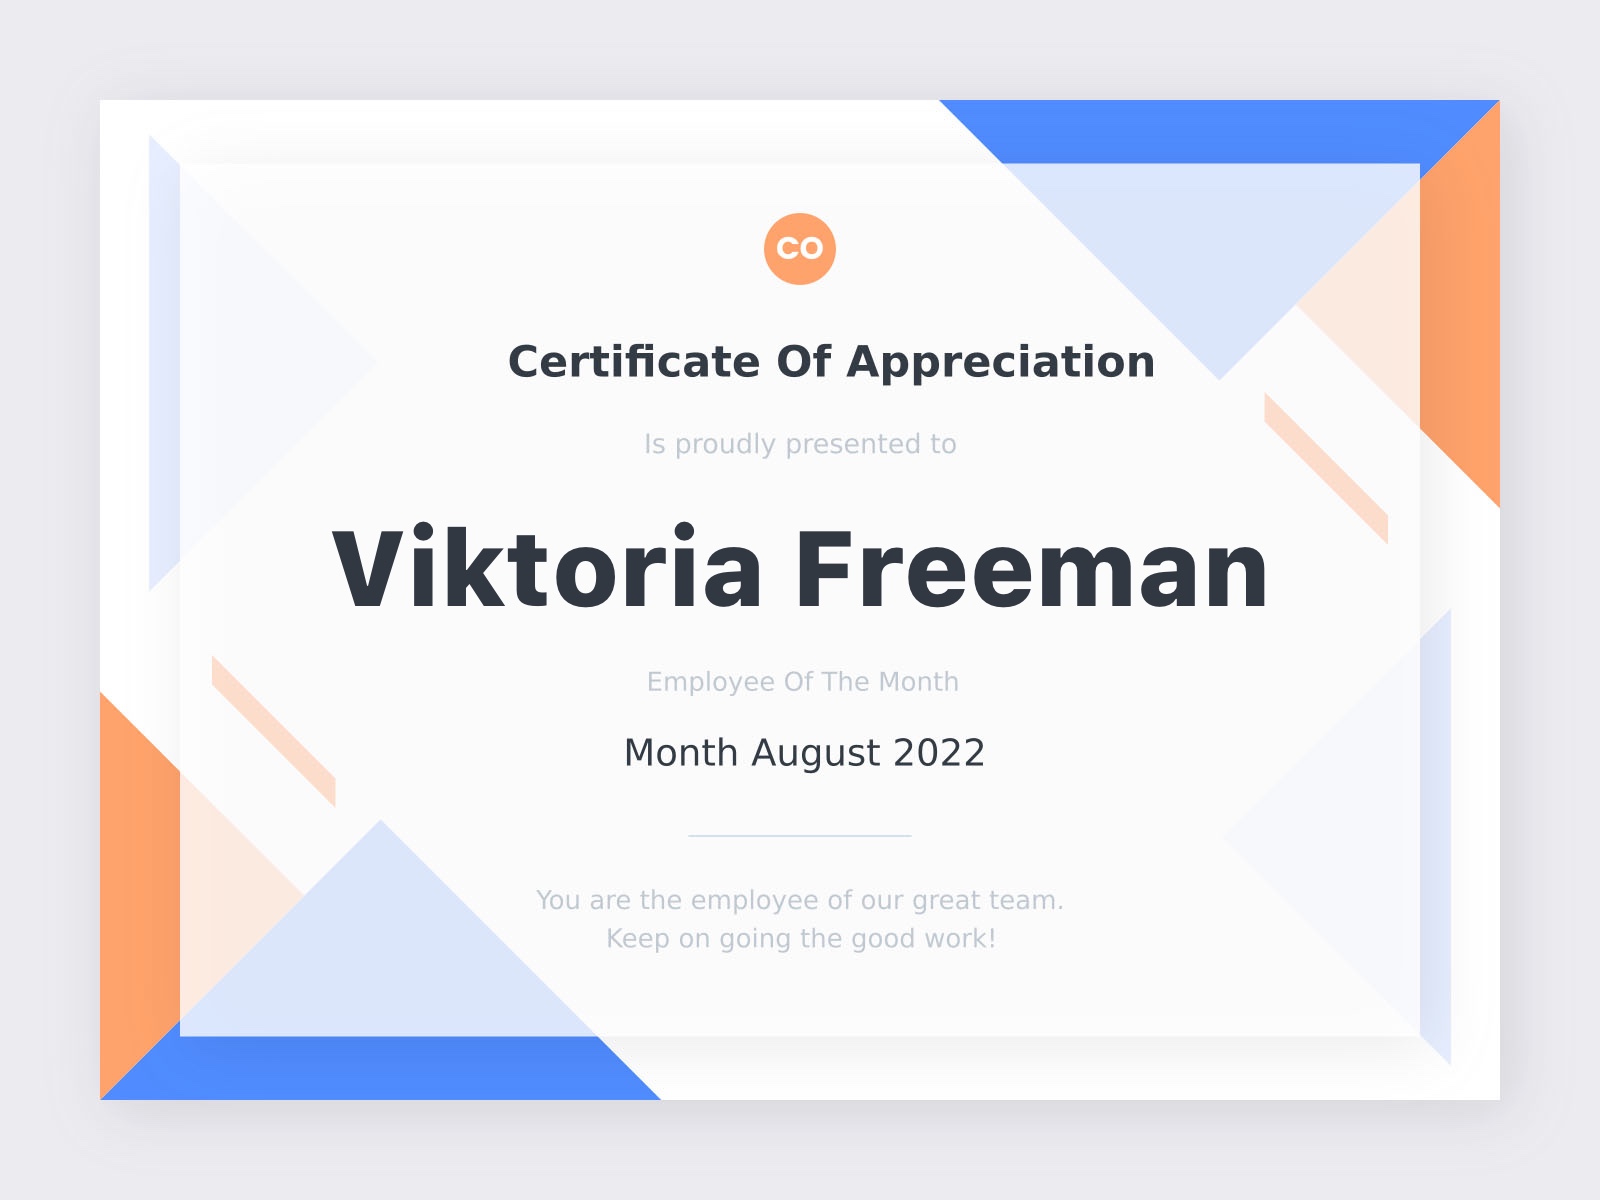 CO
Certificate Of Appreciation
Is proudly presented to
Viktoria Freeman
Employee Of The Month
Month August 2022
You are the employee of our great team.
Keep on going the good work!